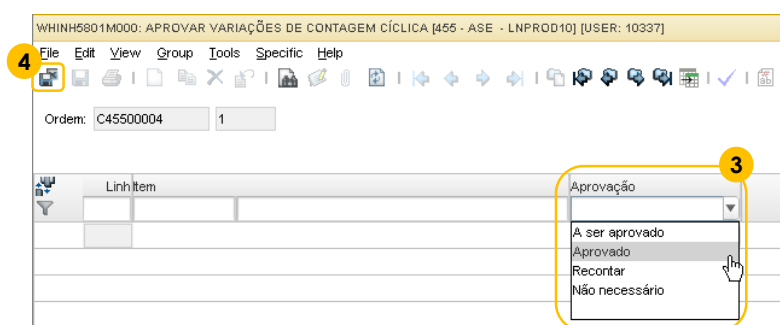 WHINH5801M000: APROVAR VARIAÇÕES DE CONTAGEM CÍCLICA [455 - ASE - LNPROD10] [USER: 10337]
File Edit View Group Tools Specific Help
4
Ordem: C45500004 1
3
Linh Item Aprovação
A ser aprovado
Aprovado
Recontar
Não necessário